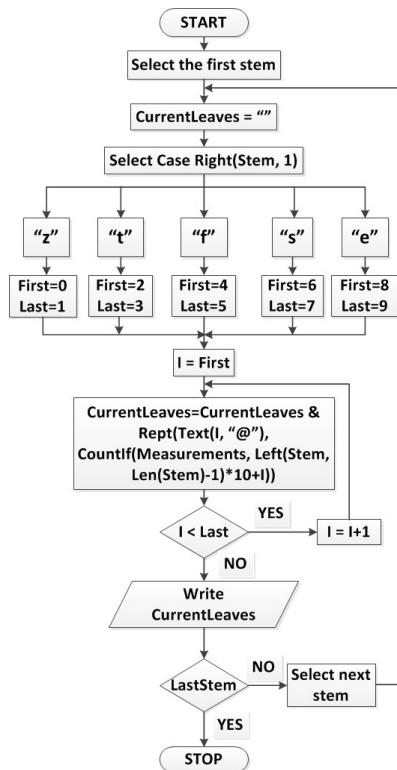 START
Select the first stem
CurrentLeaves = “”
Select Case Right(Stem, 1)
“z”
“t”
“f”
“s”
“e”
First=0
Last=1
First=2
Last=3
First=4
Last=5
First=6
Last=7
First=8
Last=9
I = First
CurrentLeaves=CurrentLeaves &
Rept(Text(I, “@”),
CountIf(Measurements, Left(Stem,
Len(Stem)-1)*10+I))
I < Last
YES
I = I+1
NO
Write
CurrentLeaves
LastStem
NO
Select next
stem
YES
STOP